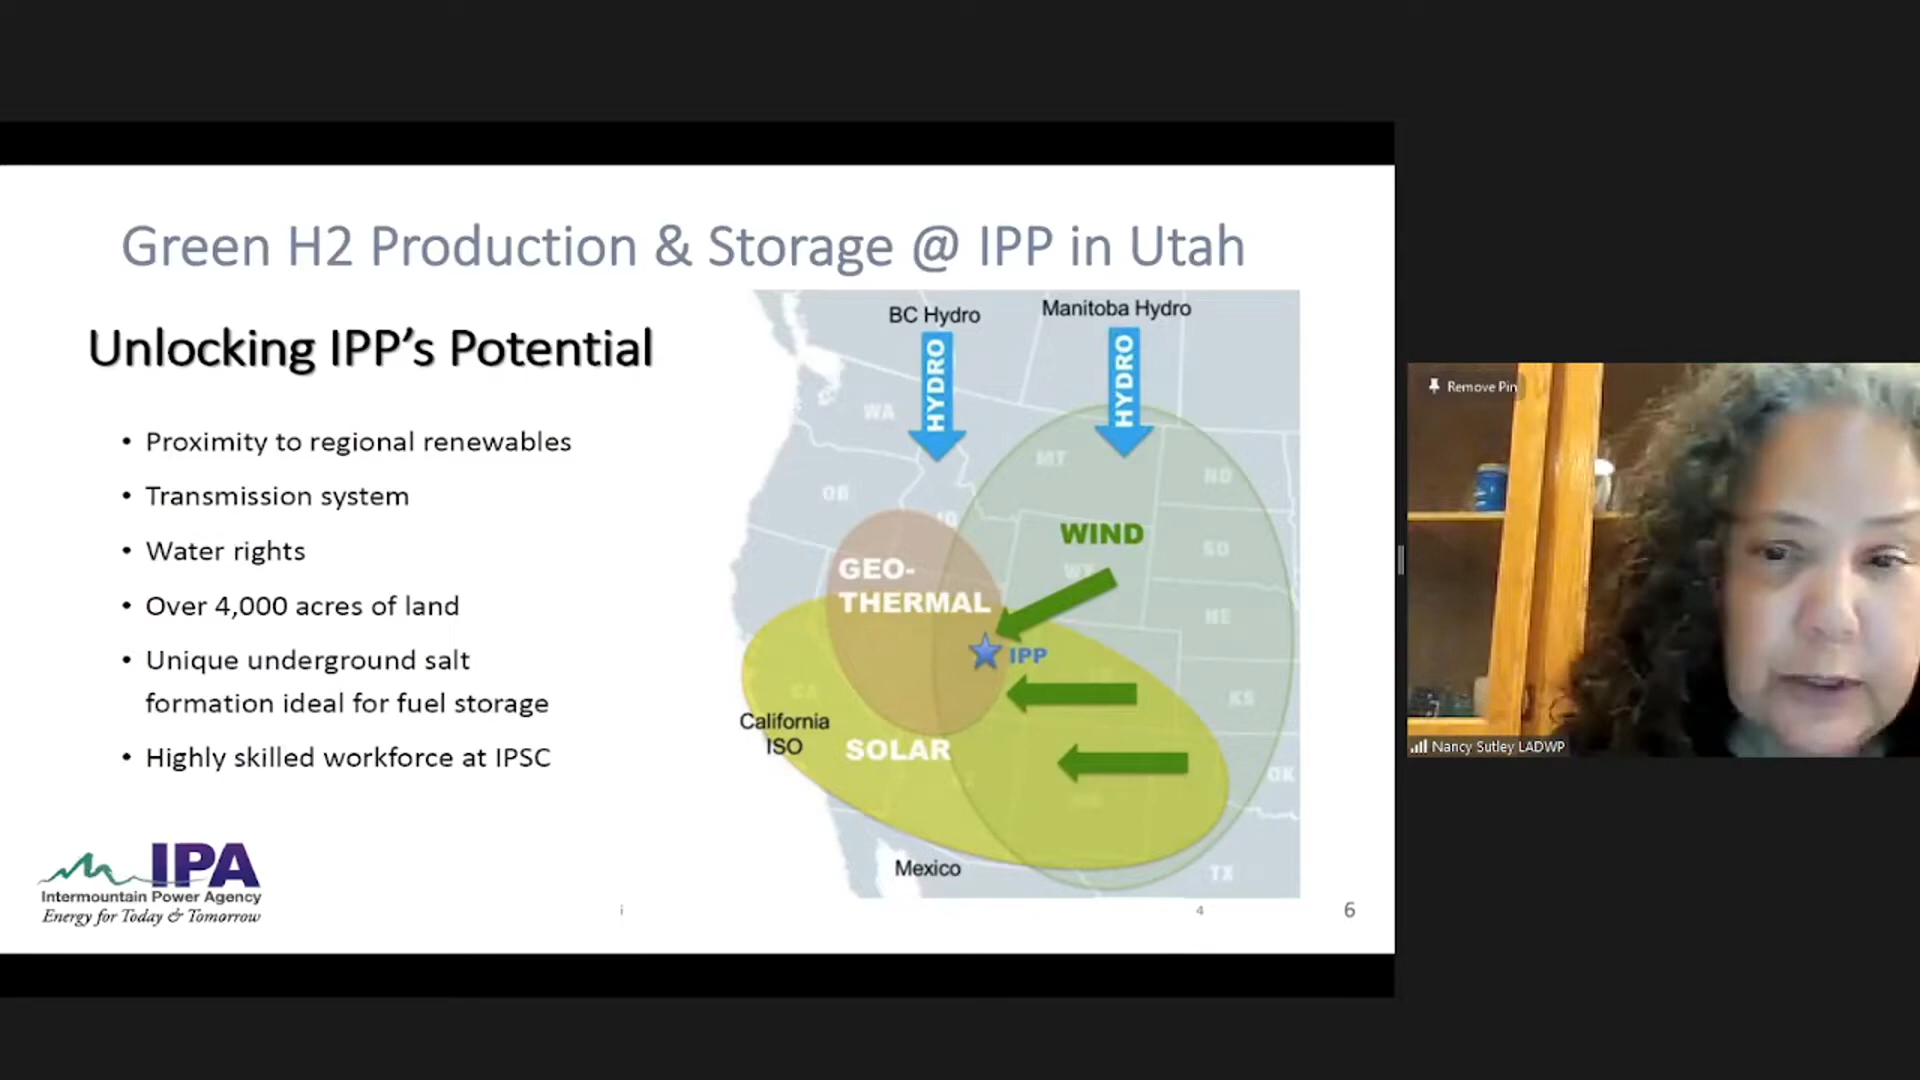 Green H2 Production & Storage @ IPP in Utah
Unlocking IPP's Potential
• Proximity to regional renewables
• Transmission system
• Water rights
• Over 4,000 acres of land
• Unique underground salt
formation ideal for fuel storage
• Highly skilled workforce at IPSC
IPA
Intermountain Power Agency
Energy for Today & Tomorrow
BC Hydro
Manitoba Hydro
HYDRO
HYDRO
WA
MT
ND
OR
ID
WIND
SD
GEO-
THERMAL
WY
NE
IPP
CA
KS
California
ISO
SOLAR
OK
Mexico
TX
4
6
Remove Pin
Nancy Sutley LADWP